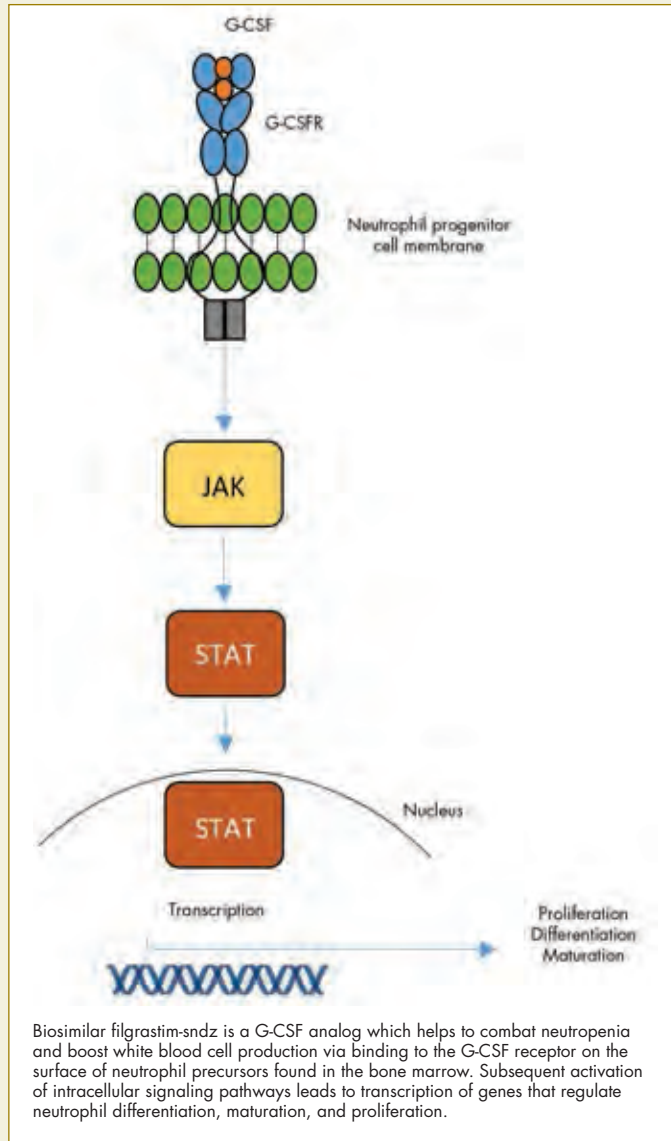 G-CSF
G-CSFR
Neutrophil progenitor
cell membrane
JAK
STAT
STAT
Nucleus
Transcription
Proliferation
Differentiation
Maturation
Biosimilar filgrastim-sndz is a G-CSF analog which helps to combat neutropenia
and boost white blood cell production via binding to the G-CSF receptor on the
surface of neutrophil precursors found in the bone marrow. Subsequent activation
of intracellular signaling pathways leads to transcription of genes that regulate
neutrophil differentiation, maturation, and proliferation.